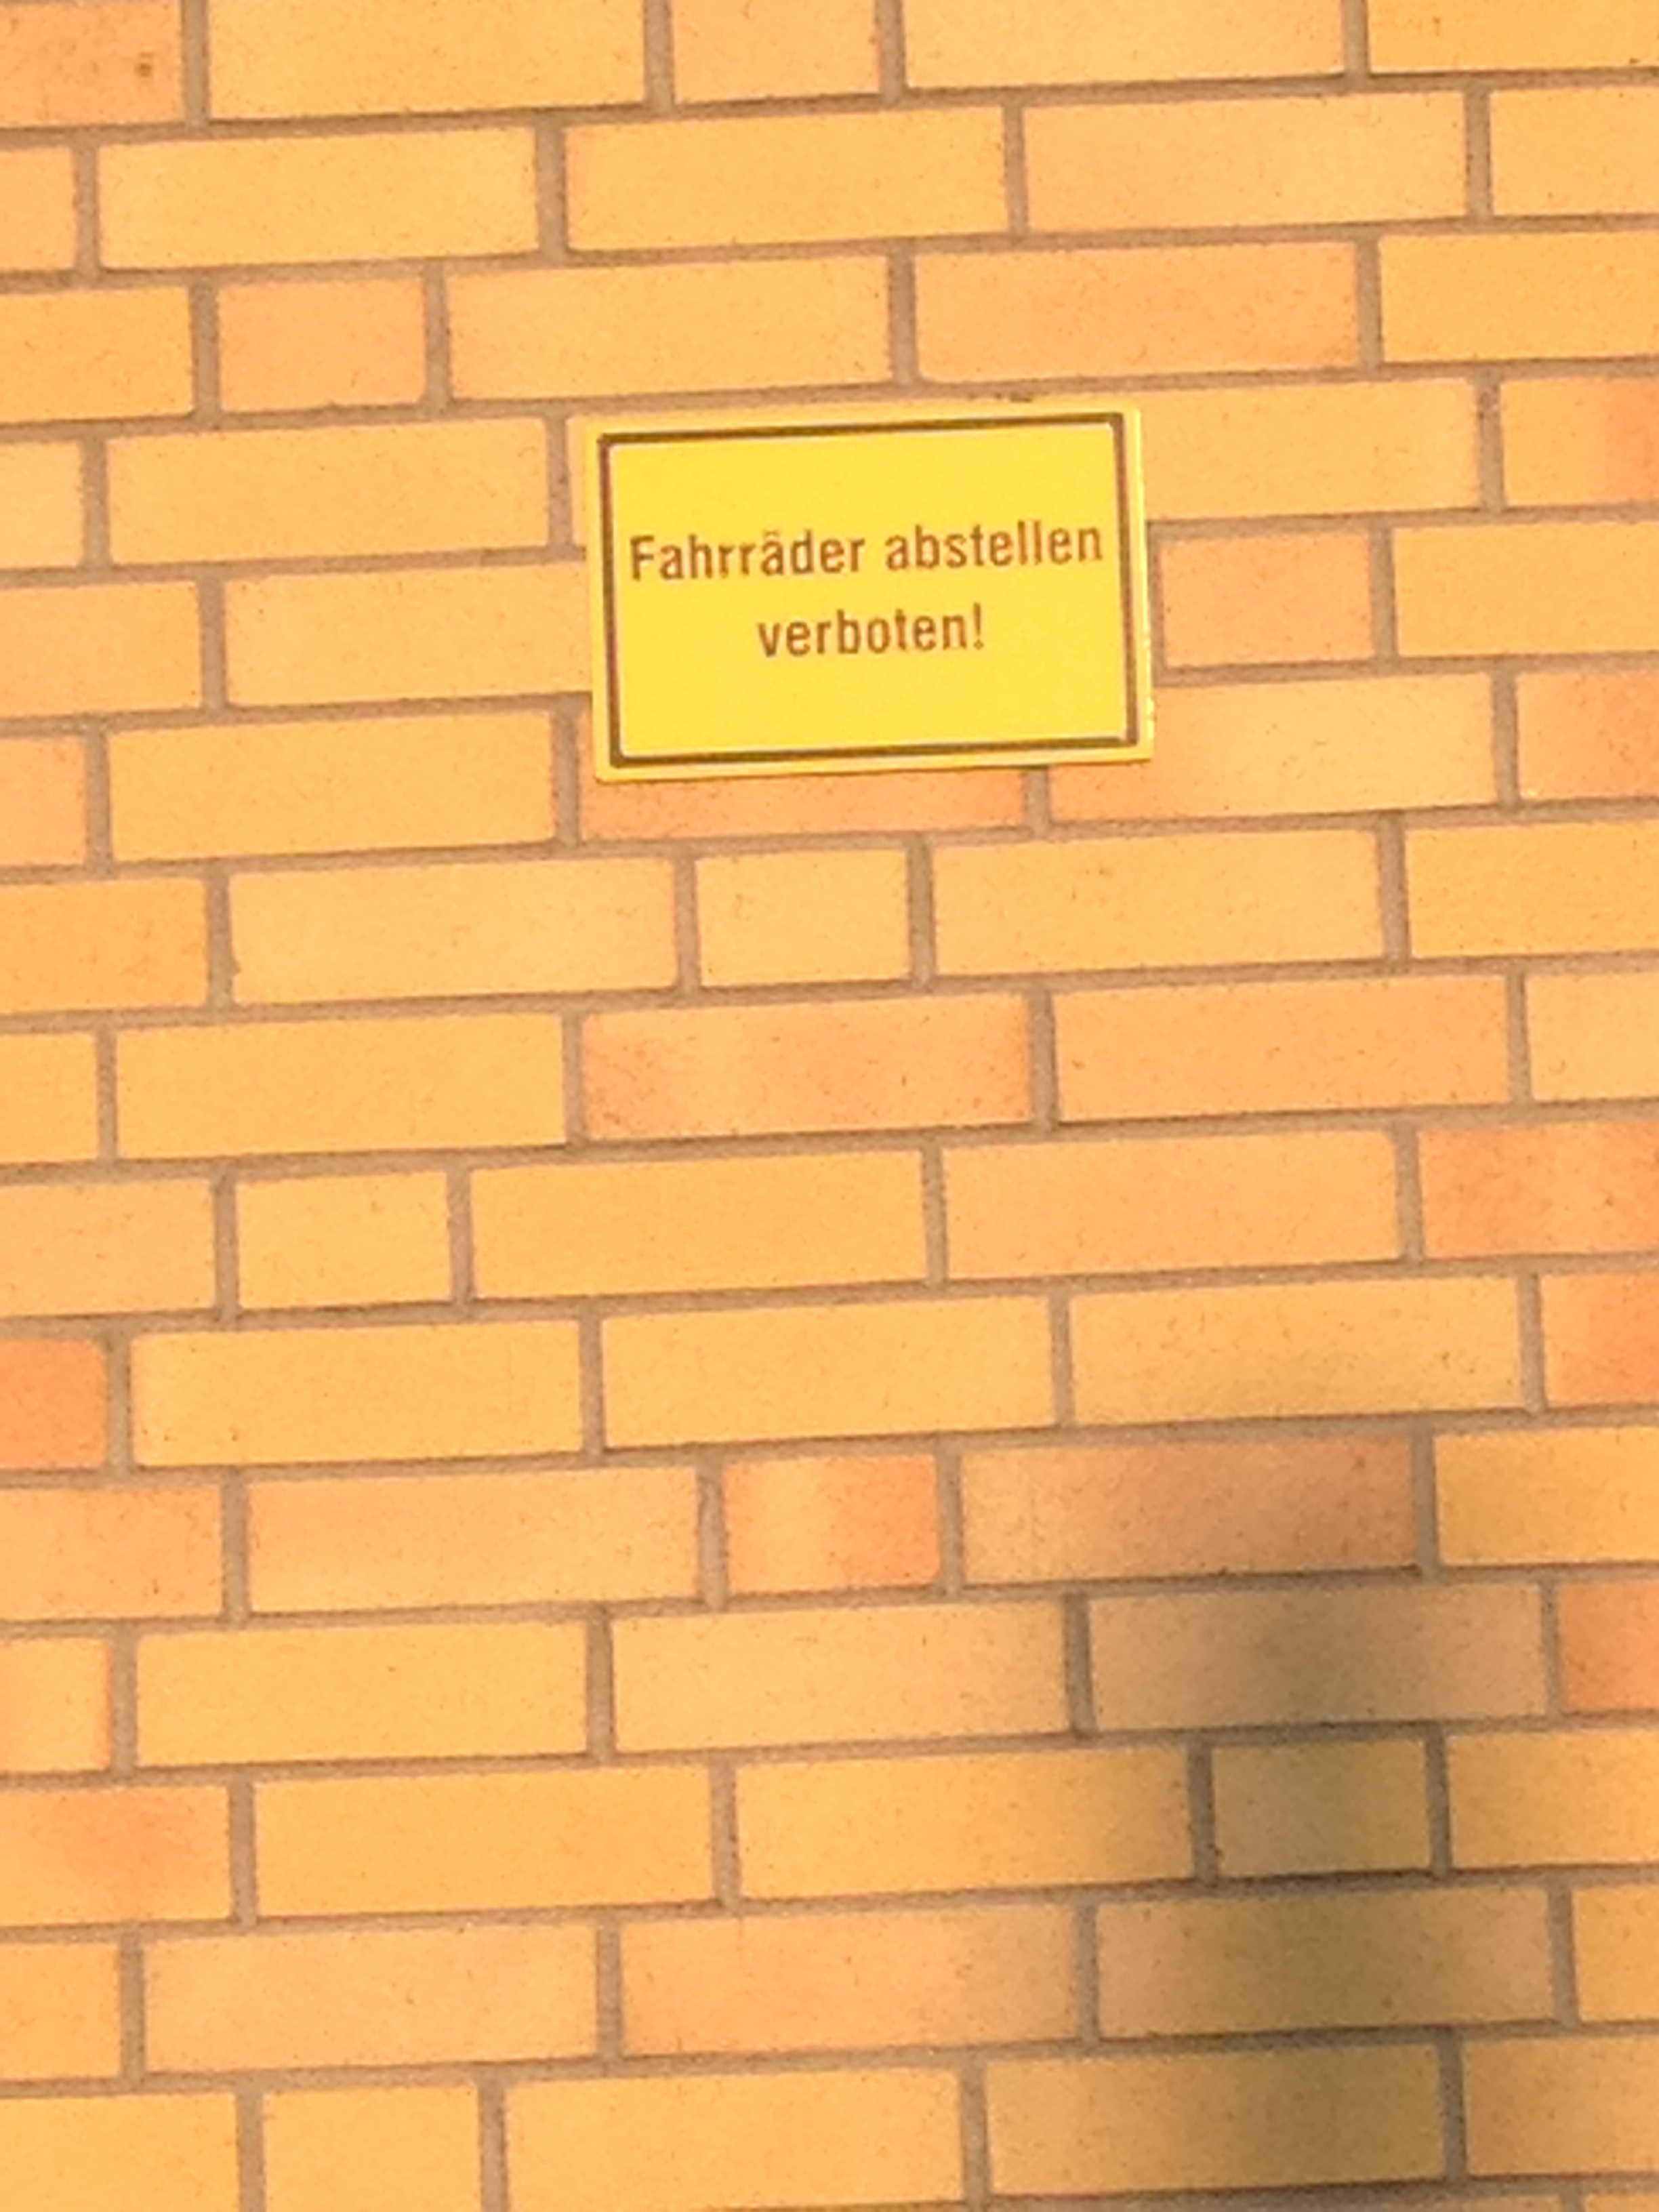 Fahrräder abstellen
verboten!